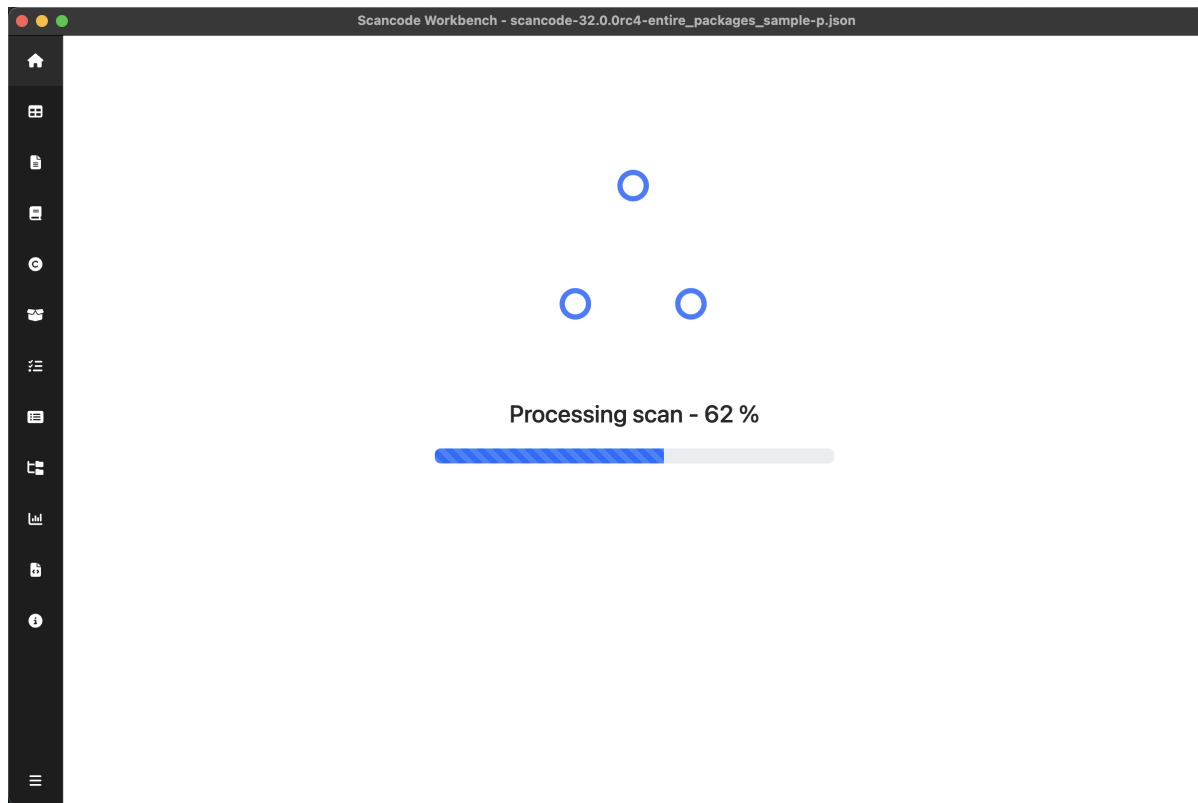 Scancode Workbench - scancode-32.0.0rc4-entire_packages_sample-p.json
Processing scan - 62 %